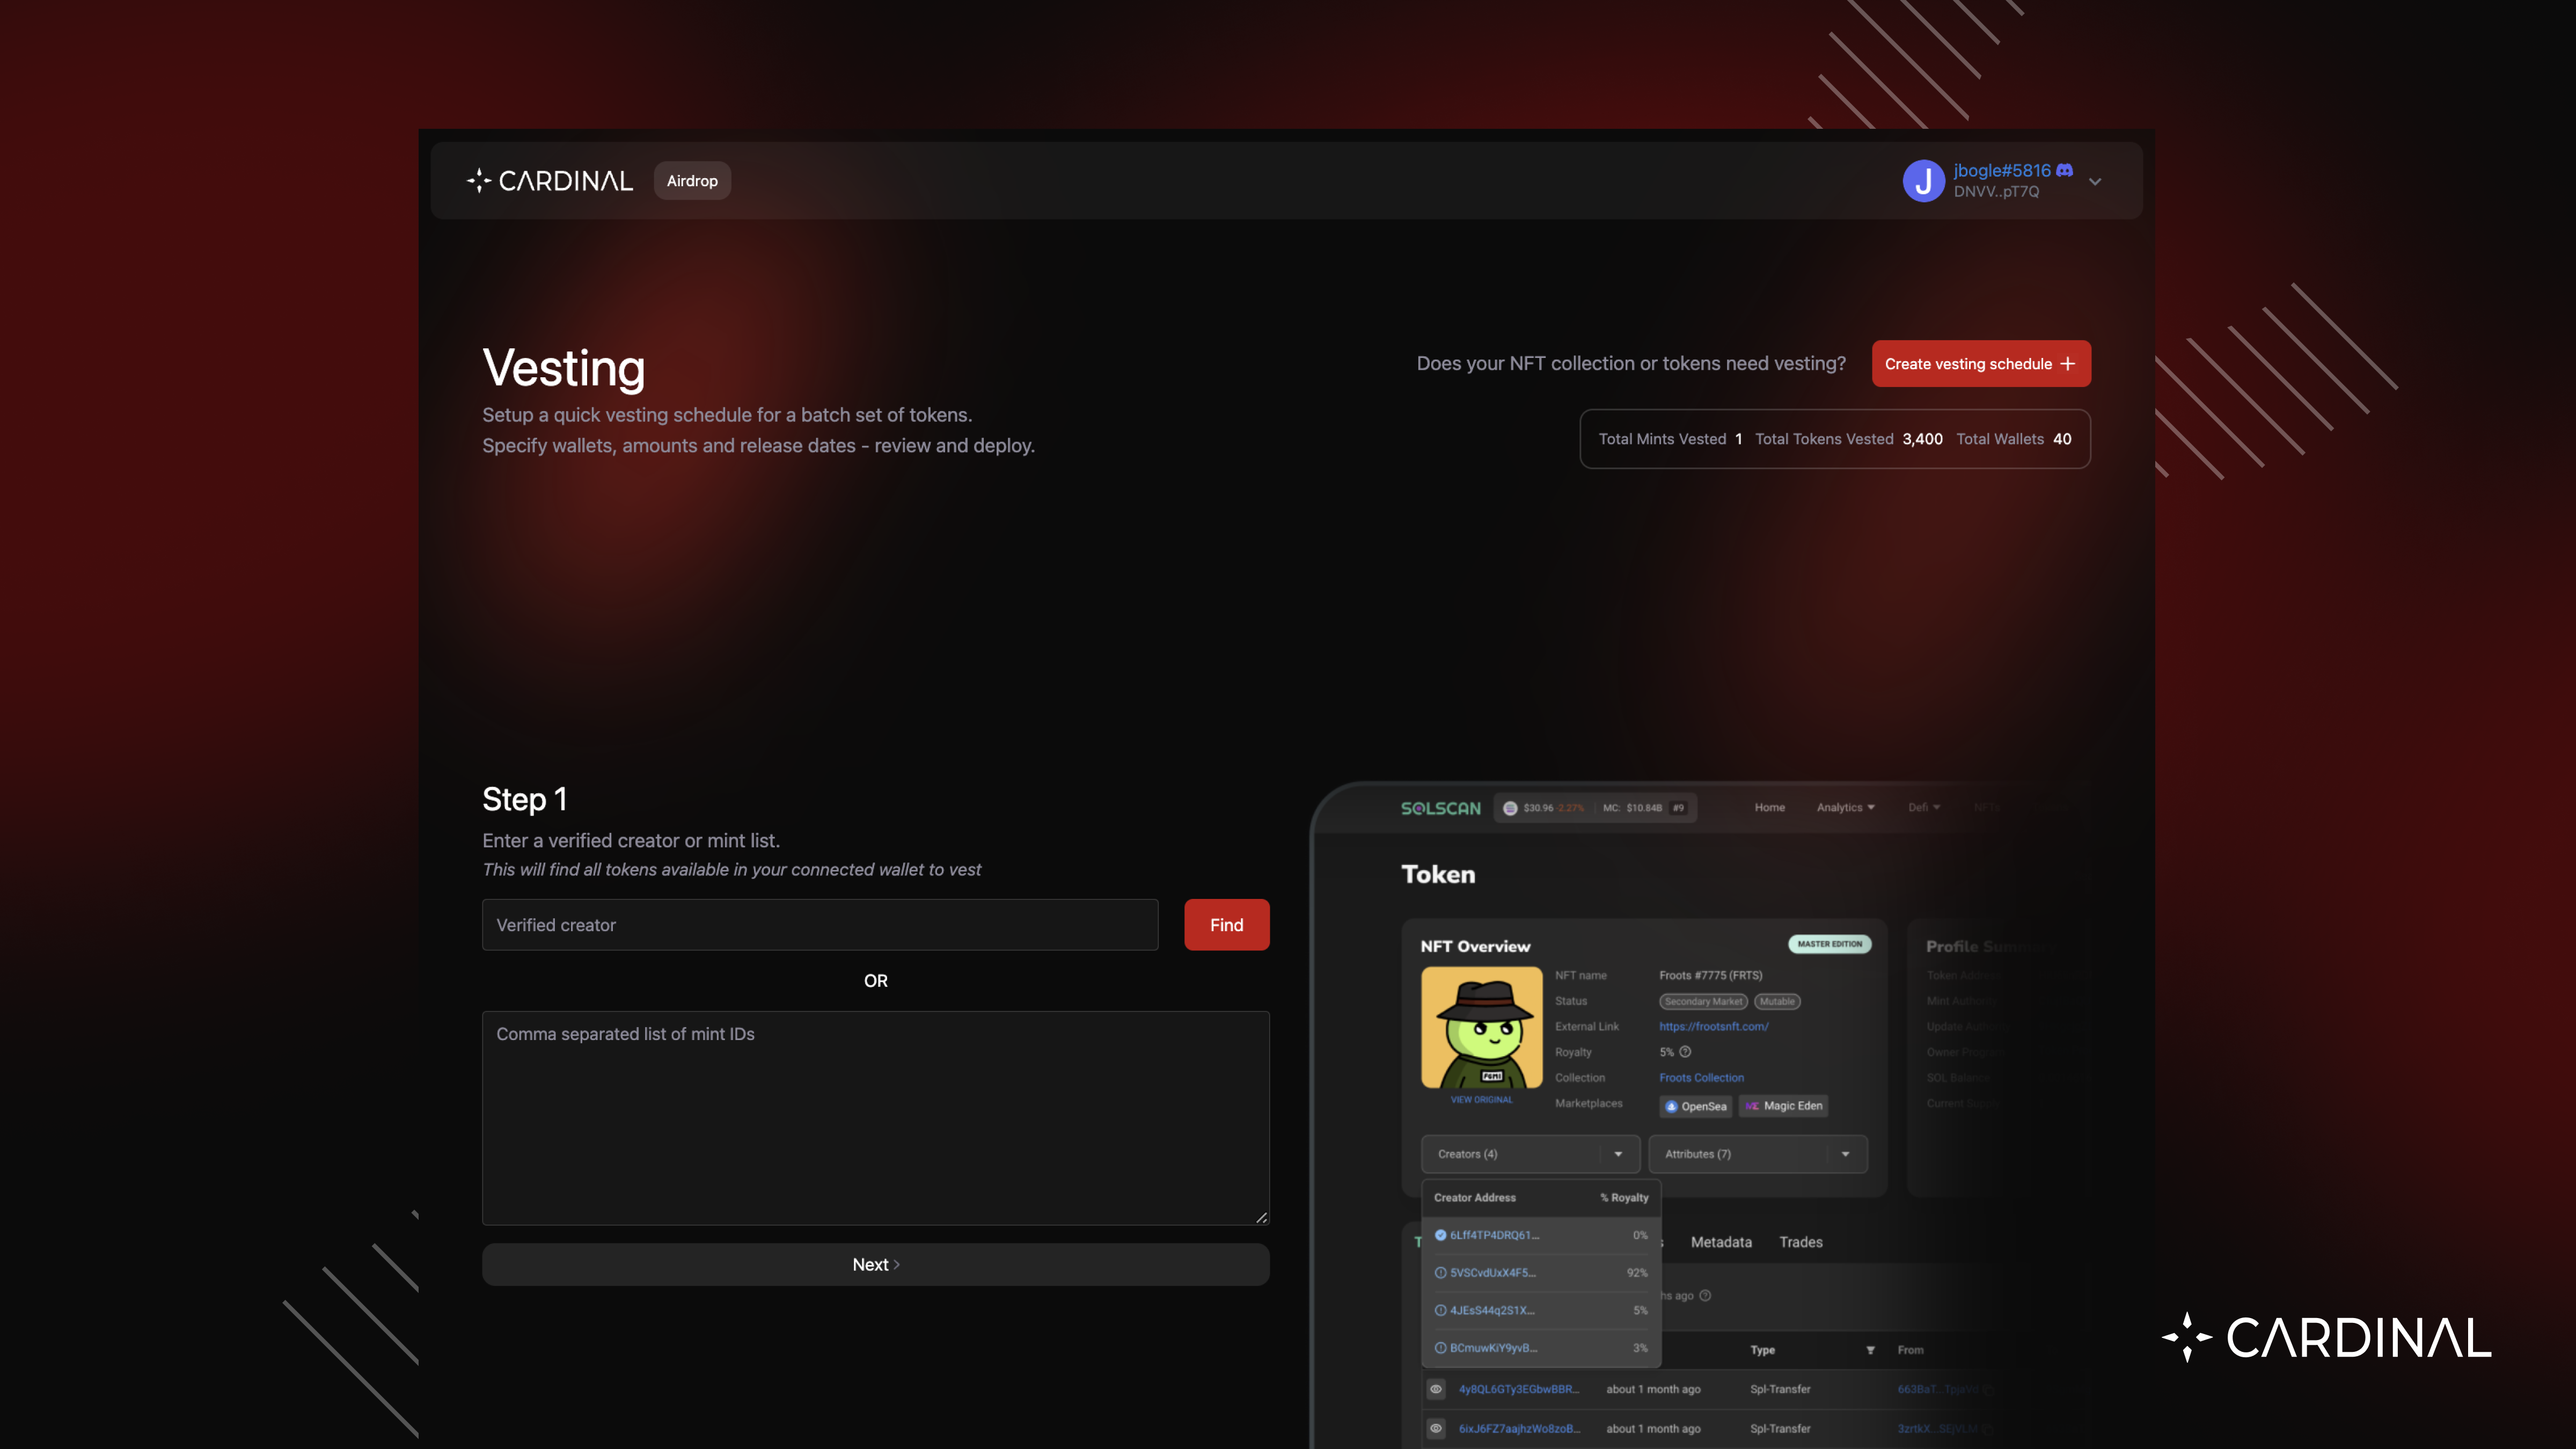 CARDINAL
Airdrop
J
jbogle#5816
DNVV..pT7Q
Vesting
Setup a quick vesting schedule for a batch set of tokens.
Specify wallets, amounts and release dates - review and deploy.
Does your NFT collection or tokens need vesting?
Create vesting schedule +
Total Mints Vested 1 Total Tokens Vested 3,400 Total Wallets 40
Step 1
Enter a verified creator or mint list.
This will find all tokens available in your connected wallet to vest
Verified creator
Find
OR
Comma separated list of mint IDs
Next >
SOLSCAN
$30.96 -2.27%
MC: $10.84B #9
Home
Analytics
Defi
Token
NFT Overview
MASTER EDITION
NFT name Froots #7775 (FRTS)
Status Secondary Market Mutable
External Link https://frootsnft.com/
Royalty 5%
Collection Froots Collection
Marketplaces OpenSea ME Magic Eden
FGMI
VIEW ORIGINAL
Creators (4)
Attributes (7)
Creator Address % Royalty
6Lff4TP4DRQ61... 0%
5VSCvdUxX4F5... 92%
4JEsS44q2S1X... 5%
BCmuwKiY9yvB... 3%
Profile
Metadata
Trades
hs ago
Type
From
4y8QL6GTy3EGbwBBR... about 1 month ago Spl-Transfer
6ixJ6FZ7aajhzWo8zoB... about 1 month ago Spl-Transfer
CARDINAL